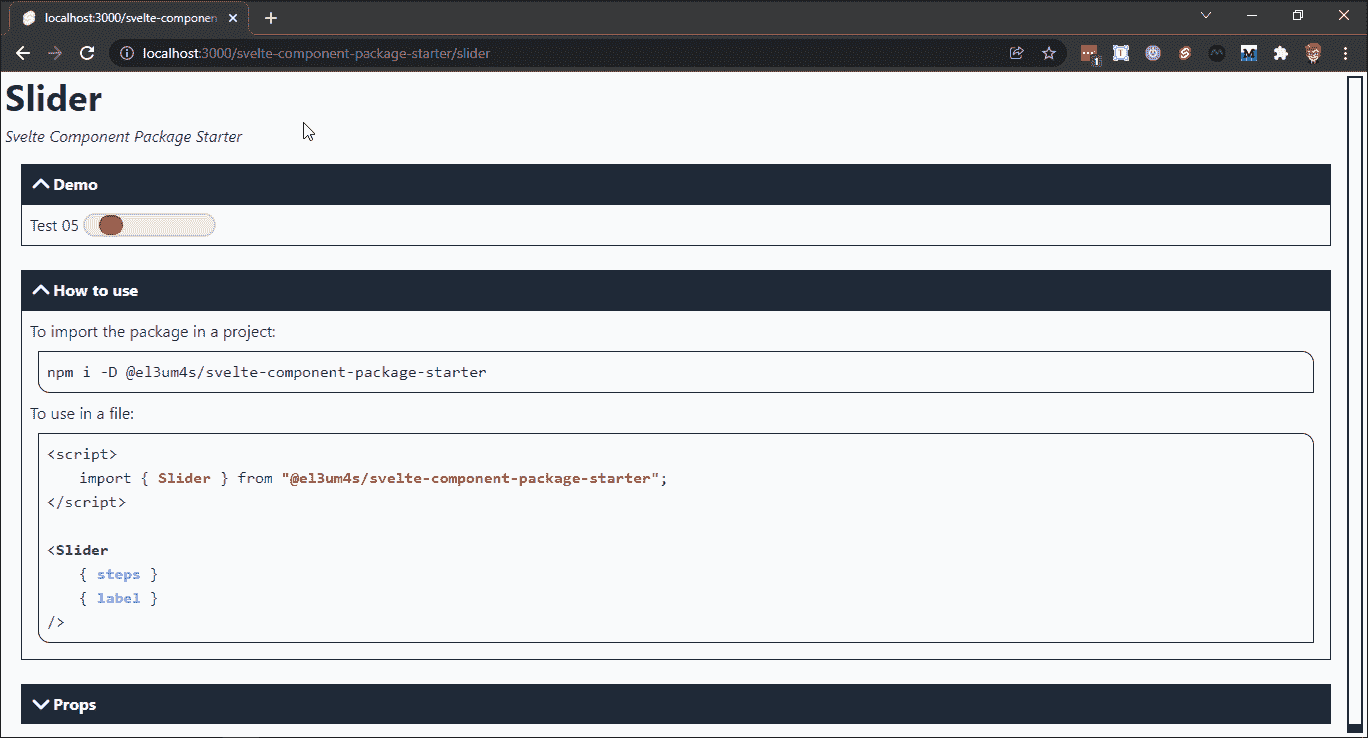 localhost:3000/svelte-componen
localhost:3000/svelte-component-package-starter/slider
1
M
Slider
Svelte Component Package Starter
Demo
Test 05
How to use
To import the package in a project:
npm i -D @el3um4s/svelte-component-package-starter
To use in a file:
<script>
import { Slider } from "@el3um4s/svelte-component-package-starter";
</script>
<Slider
{ steps }
{ label }
/>
Props